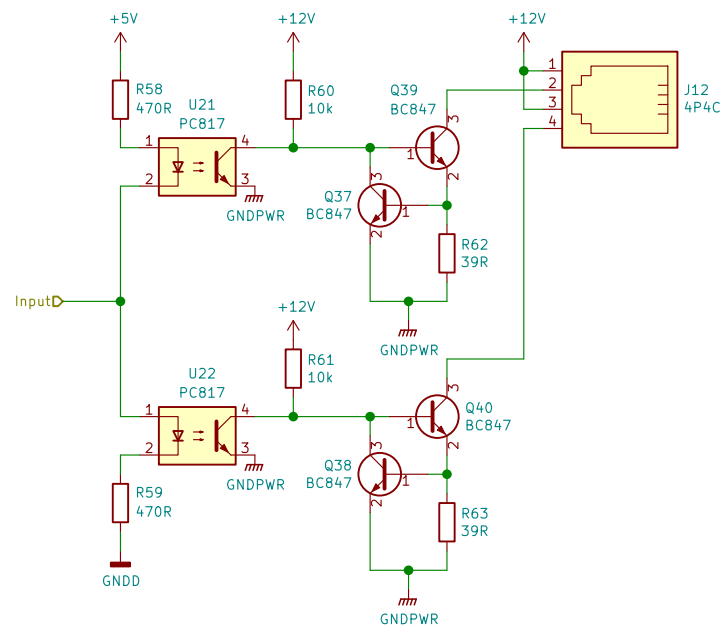 +5V
+12V
+12V
R58
470R
U21
PC817
1
2
4
3
GNDPWR
R60
10k
Q39
BC847
1
3
2
Q37
BC847
3
1
2
R62
39R
GNDPWR
1
2
3
4
J12
4P4C
Input
+12V
R61
10k
U22
PC817
1
2
4
3
GNDPWR
Q40
BC847
1
3
2
Q38
BC847
3
1
2
R63
39R
R59
470R
GNDD
GNDPWR